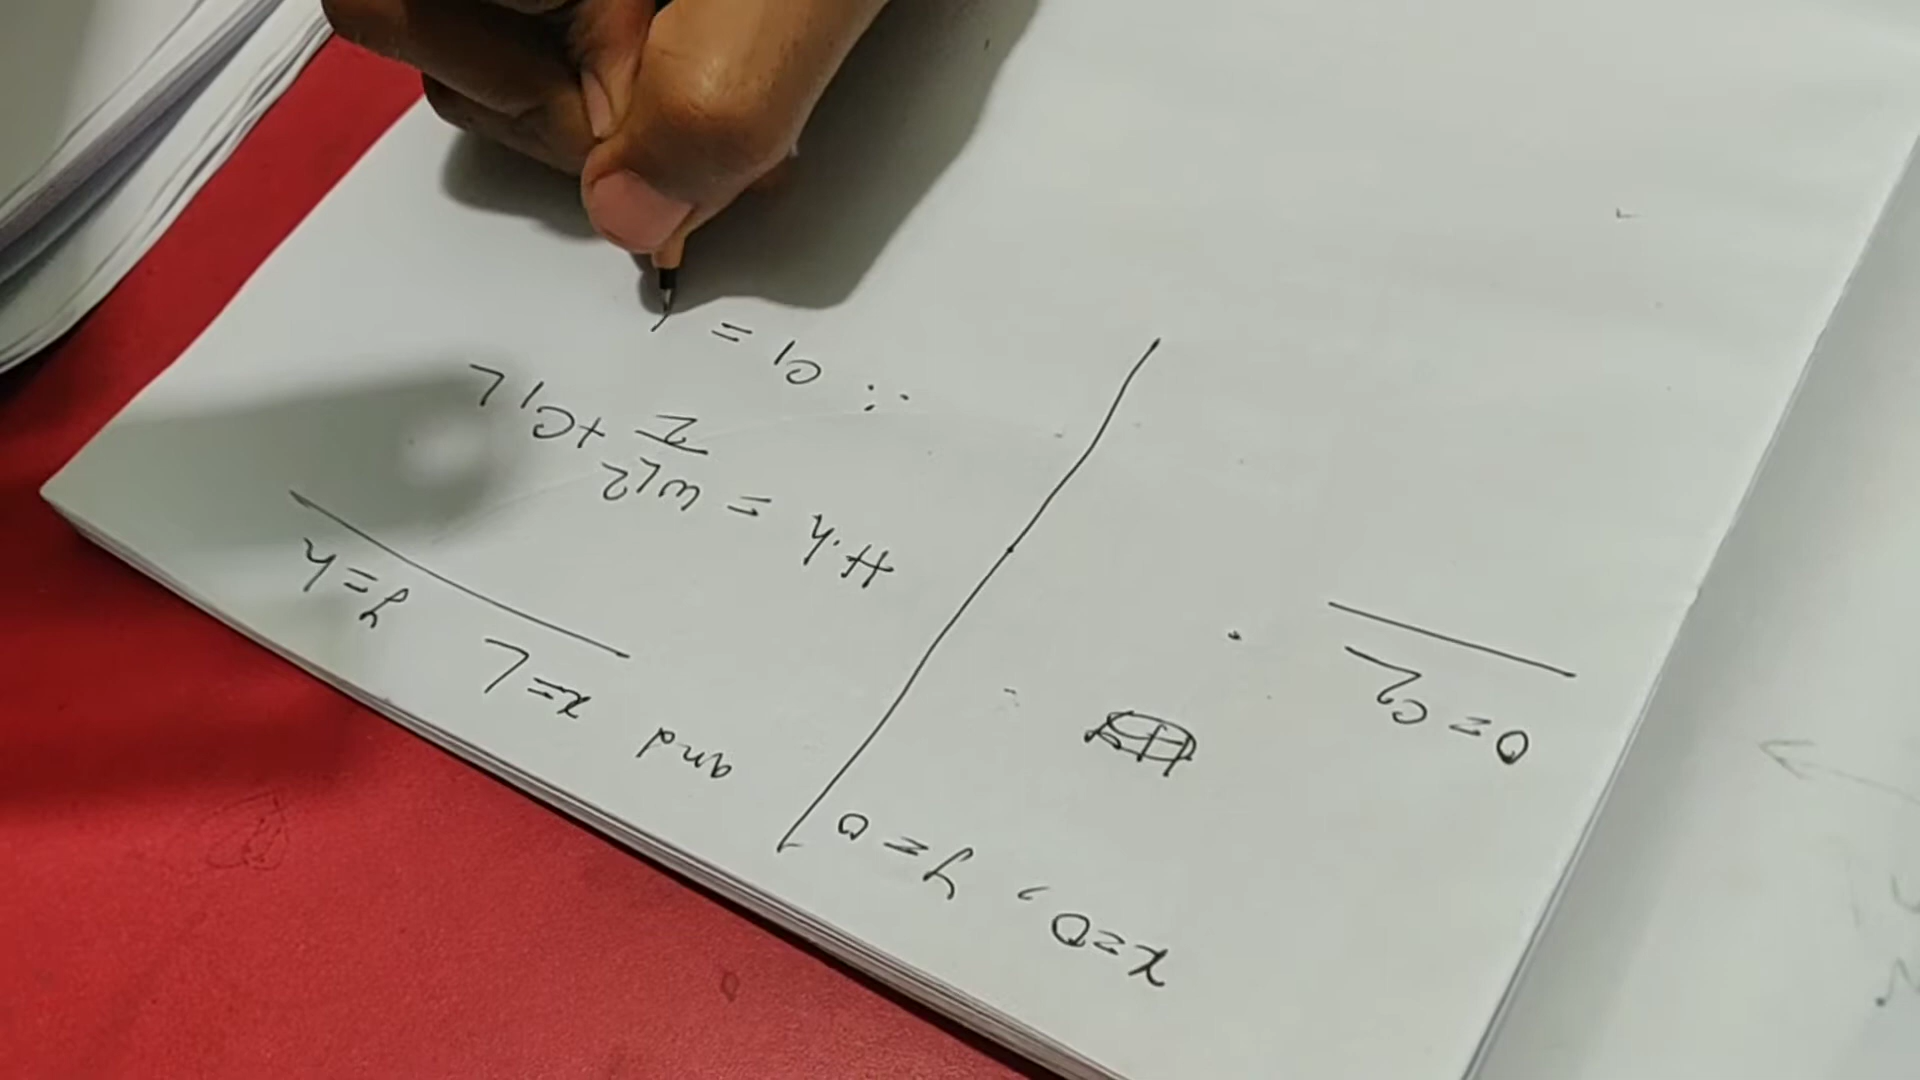 x=0, y=0
0=C2
and x=L y=h
H.h = wL²/2 + C1L
∴ C1 =